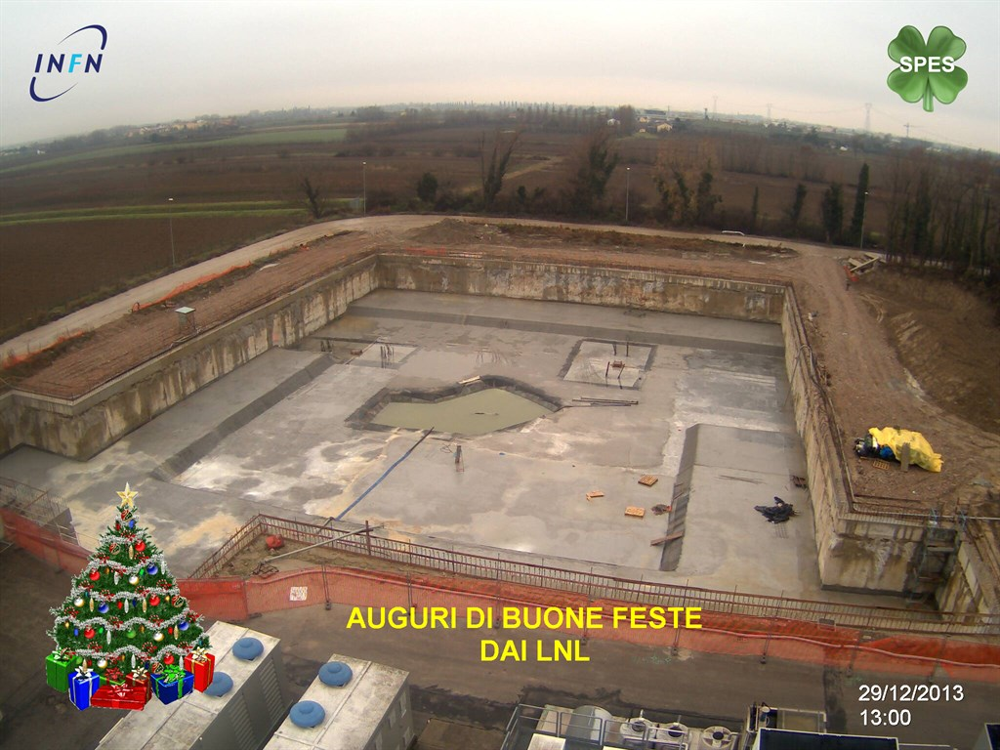 INFN
SPES
AUGURI DI BUONE FESTE
DAI LNL
29/12/2013
13:00